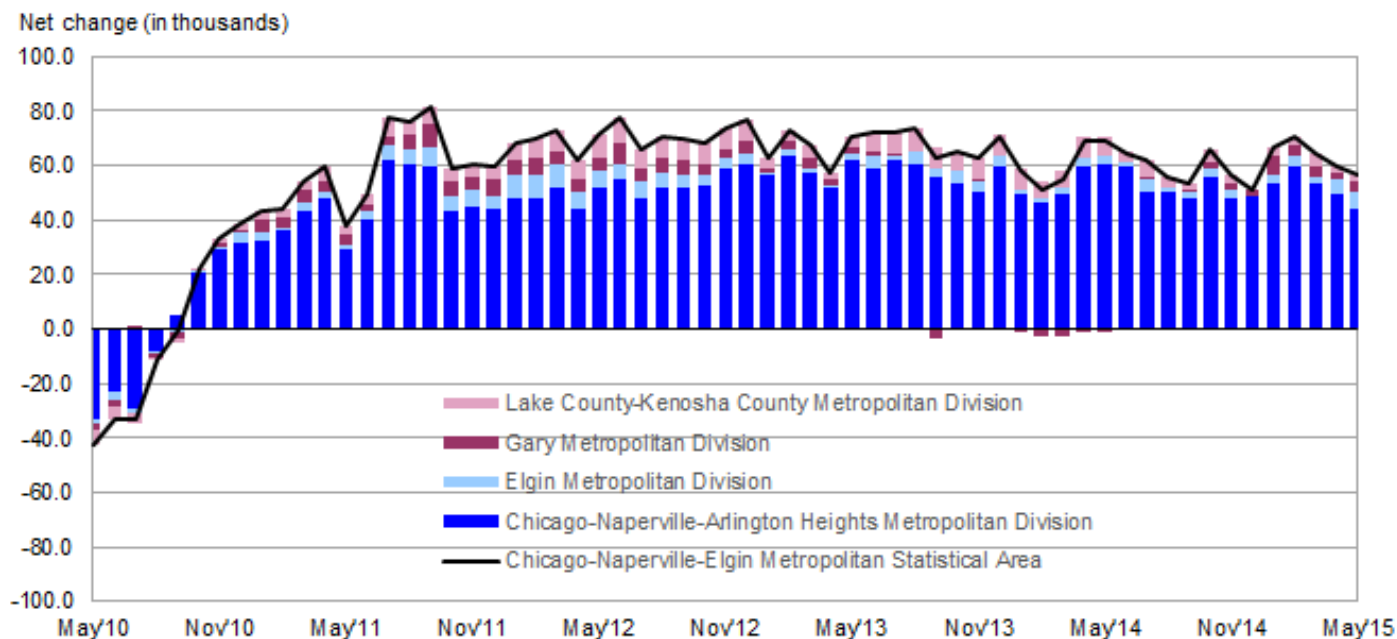 Net change (in thousands)
100.0
80.0
60.0
40.0
20.0
0.0
-20.0
-40.0
-60.0
-80.0
-100.0
Lake County-Kenosha County Metropolitan Division
Gary Metropolitan Division
Elgin Metropolitan Division
Chicago-Naperville-Arlington Heights Metropolitan Division
Chicago-Naperville-Elgin Metropolitan Statistical Area
May'10 Nov'10 May'11 Nov'11 May'12 Nov'12 May'13 Nov'13 May'14 Nov'14 May'15